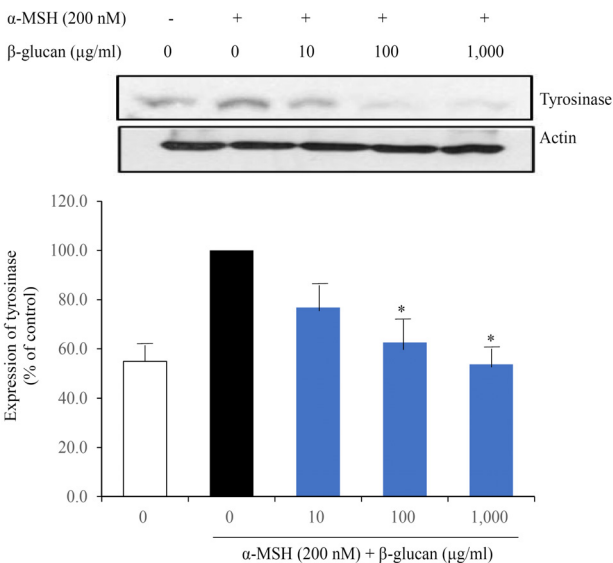 α-MSH (200 nM) - + + + +
β-glucan (μg/ml) 0 0 10 100 1,000
Tyrosinase
Actin
Expression of tyrosinase
(% of control)
120.0
100.0
80.0
60.0
40.0
20.0
0.0
* *
0 0 10 100 1,000
α-MSH (200 nM) + β-glucan (μg/ml)